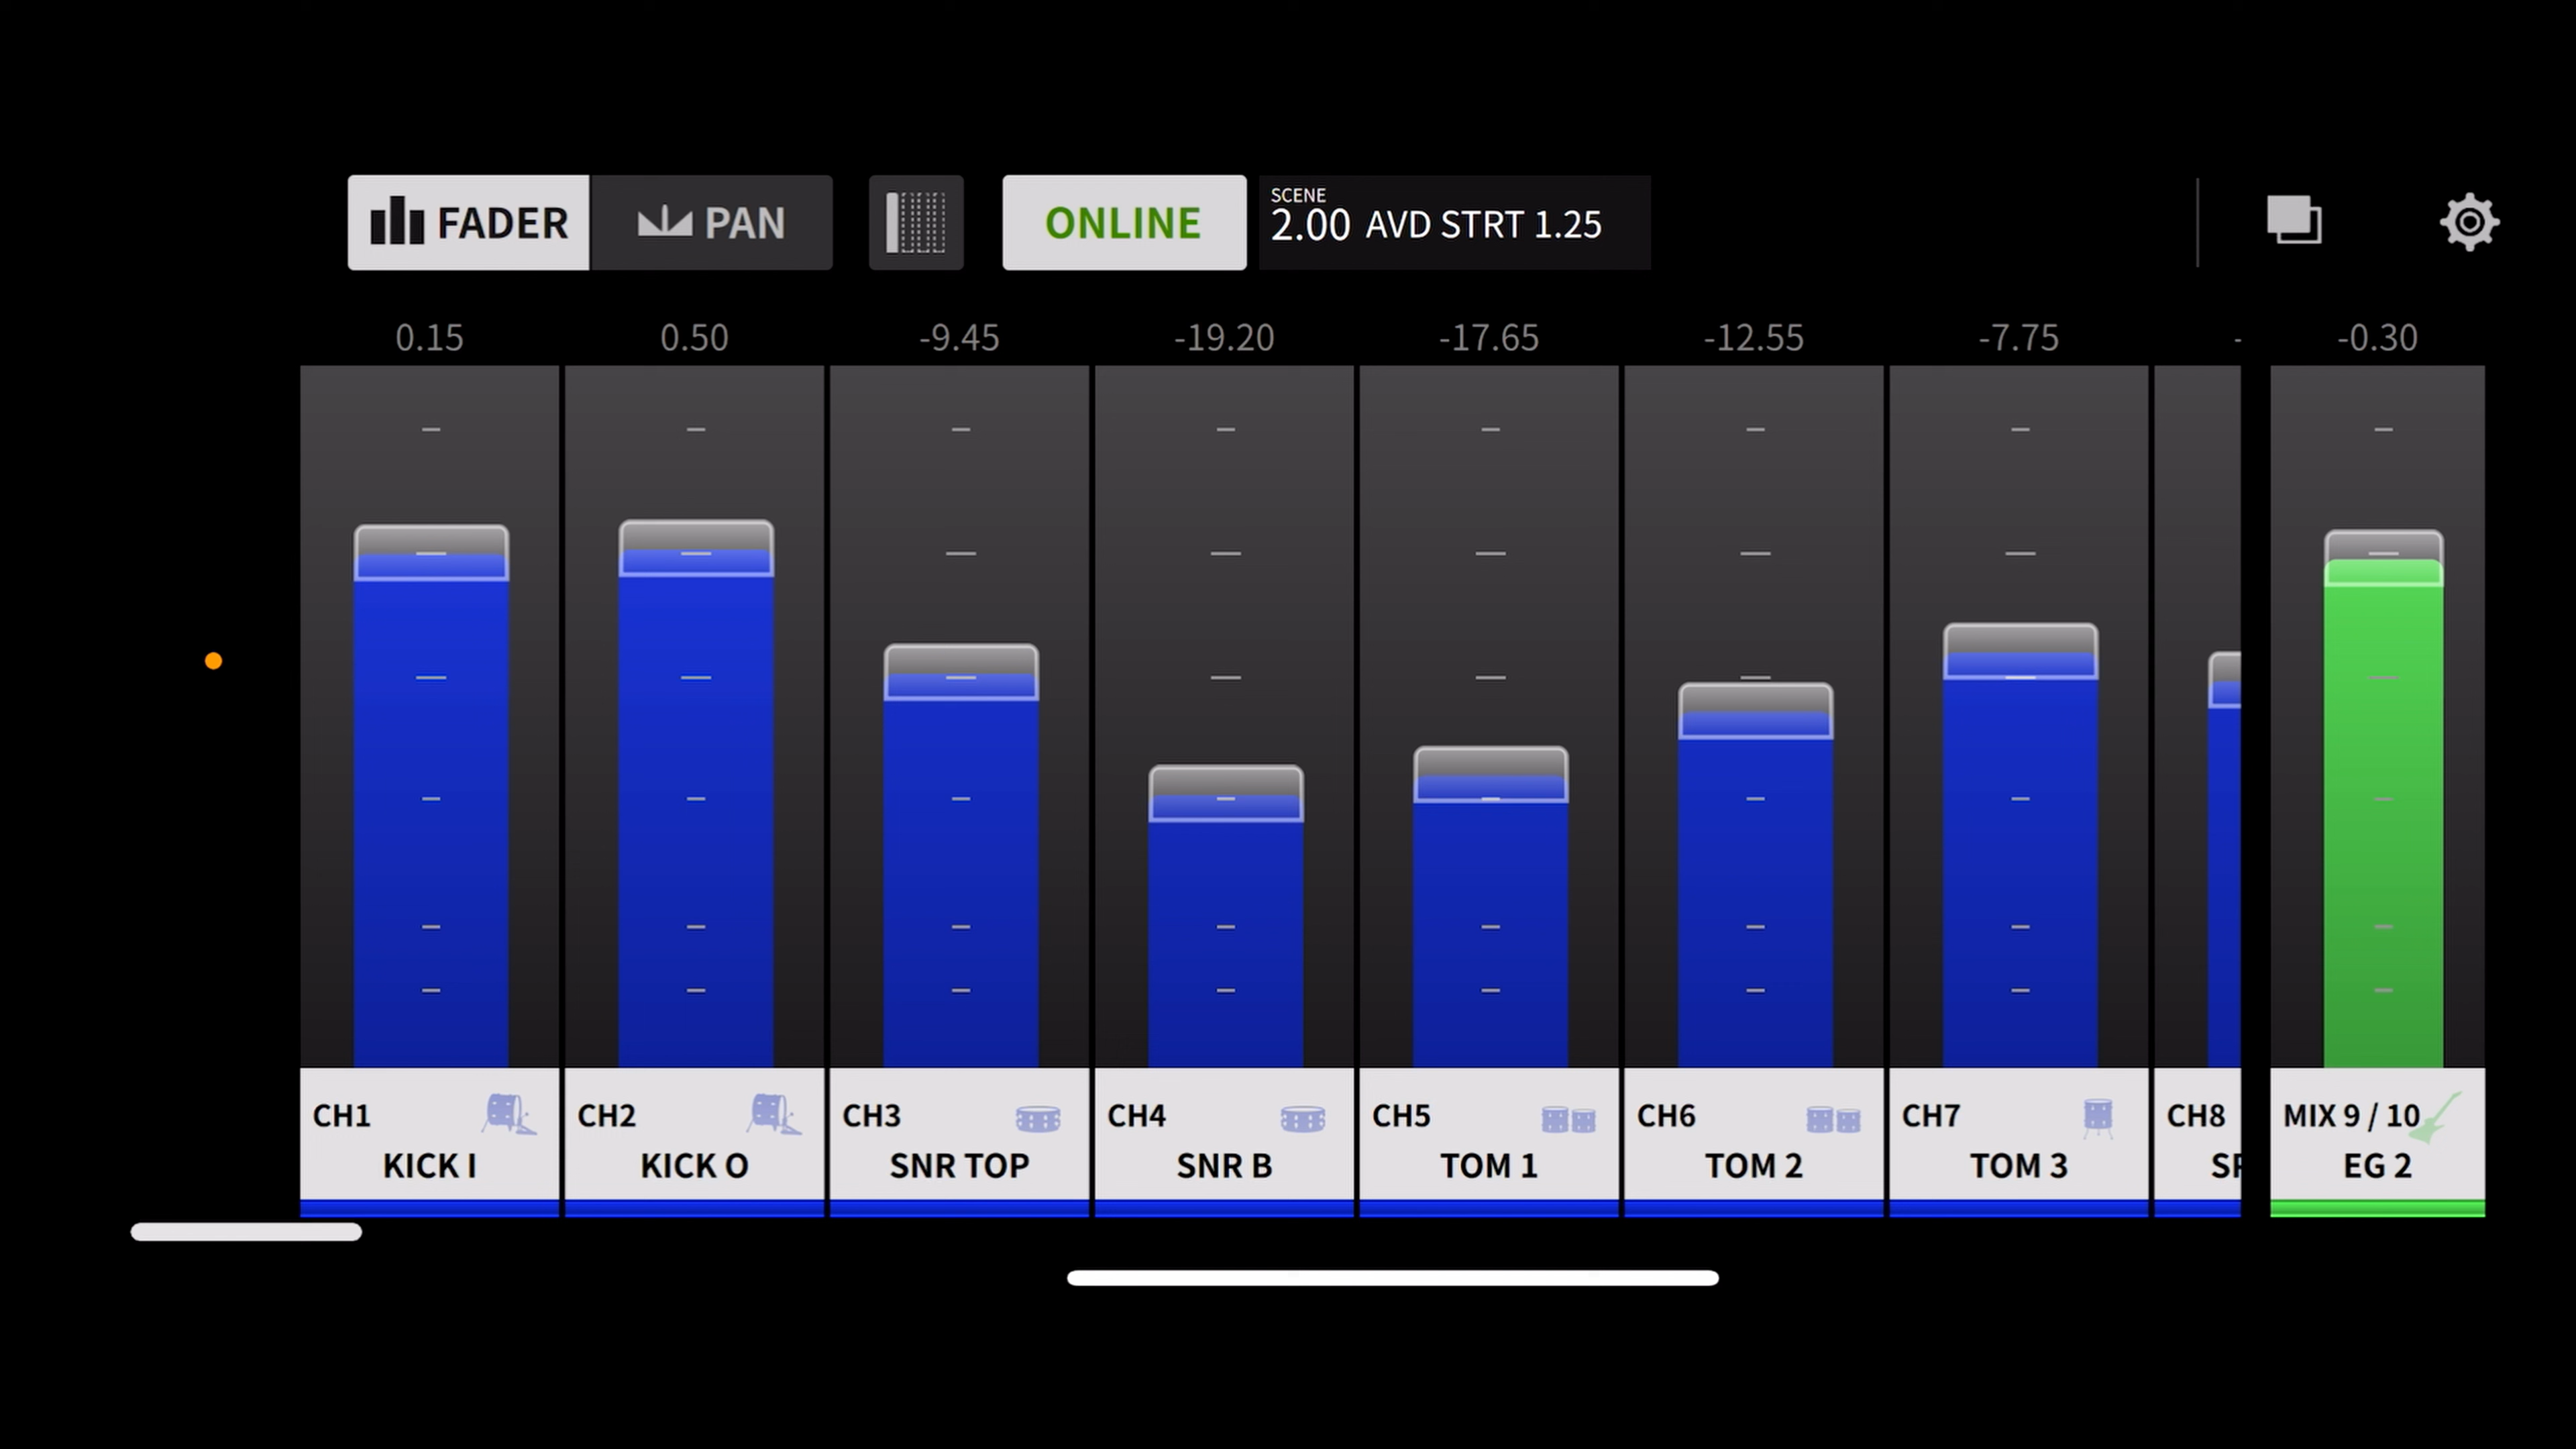 FADER PAN ONLINE SCENE
2.00 AVD STRT 1.25
0.15 0.50 -9.45 -19.20 -17.65 -12.55 -7.75 - -0.30
CH1 CH2 CH3 CH4 CH5 CH6 CH7 CH8 MIX 9 / 10
KICK I KICK O SNR TOP SNR B TOM 1 TOM 2 TOM 3 EG 2